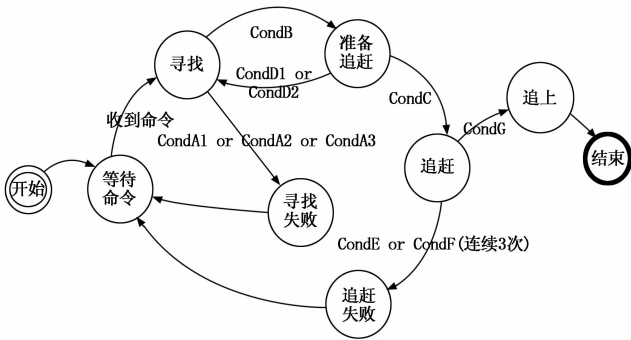 CondB
准备
追赶
寻找
CondD1 or
CondD2
CondC
追上
收到命令
CondA1 or CondA2 or CondA3
CondG
追赶
结束
开始
等待
命令
寻找
失败
CondE or CondF(连续3次)
追赶
失败